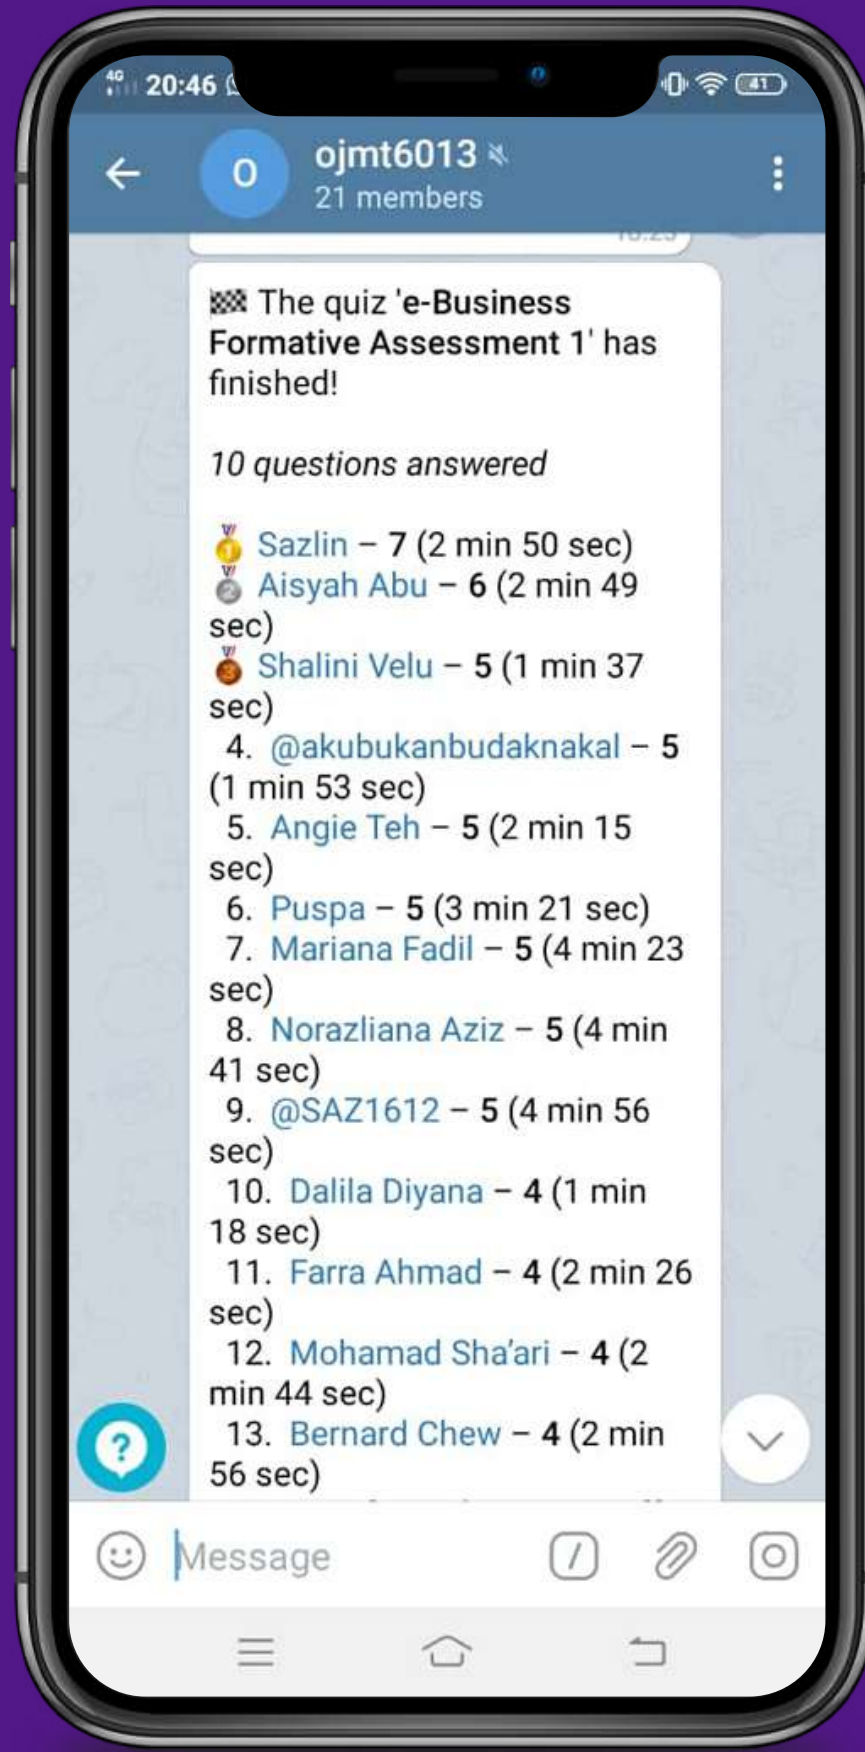 4G 20:46 41
O ojmt6013
21 members
🏁 The quiz 'e-Business
Formative Assessment 1' has
finished!
10 questions answered
🥇 Sazlin – 7 (2 min 50 sec)
🥈 Aisyah Abu – 6 (2 min 49
sec)
🥉 Shalini Velu – 5 (1 min 37
sec)
4. @akubukanbudaknakal – 5
(1 min 53 sec)
5. Angie Teh – 5 (2 min 15
sec)
6. Puspa – 5 (3 min 21 sec)
7. Mariana Fadil – 5 (4 min 23
sec)
8. Norazliana Aziz – 5 (4 min
41 sec)
9. @SAZ1612 – 5 (4 min 56
sec)
10. Dalila Diyana – 4 (1 min
18 sec)
11. Farra Ahmad – 4 (2 min 26
sec)
12. Mohamad Sha'ari – 4 (2
min 44 sec)
13. Bernard Chew – 4 (2 min
56 sec)
?
Message /